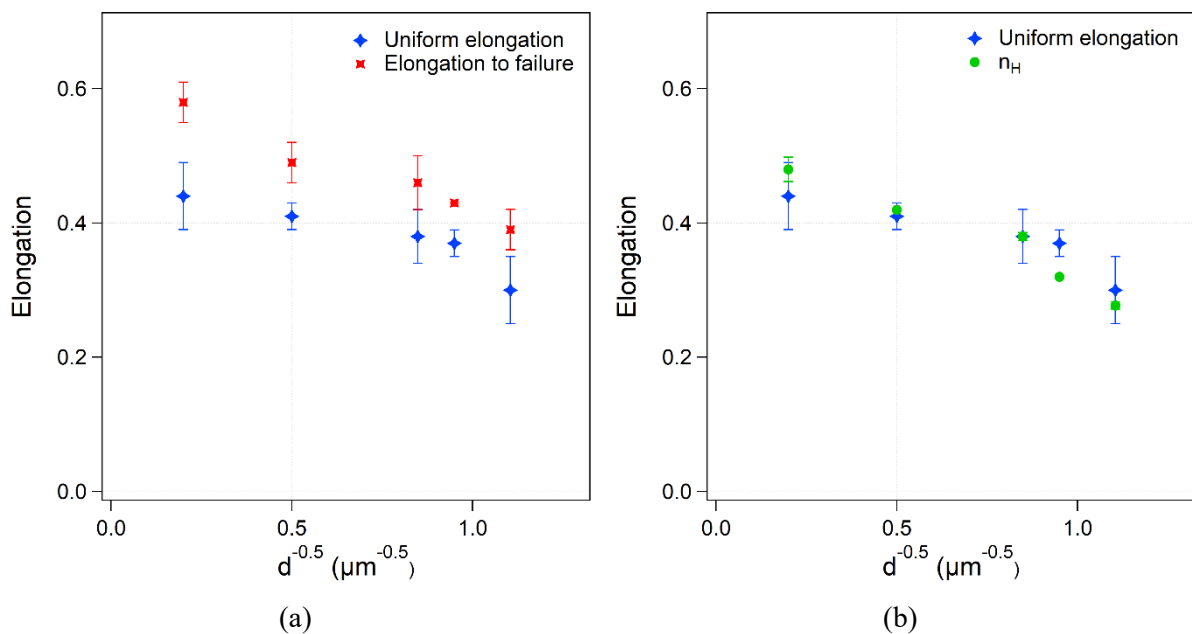 Uniform elongation
Elongation to failure
0.6
0.4
0.2
0.0
Elongation
0.0 0.5 1.0
d^-0.5 (µm^-0.5)
(a)
Uniform elongation
n_H
0.6
0.4
0.2
0.0
Elongation
0.0 0.5 1.0
d^-0.5 (µm^-0.5)
(b)